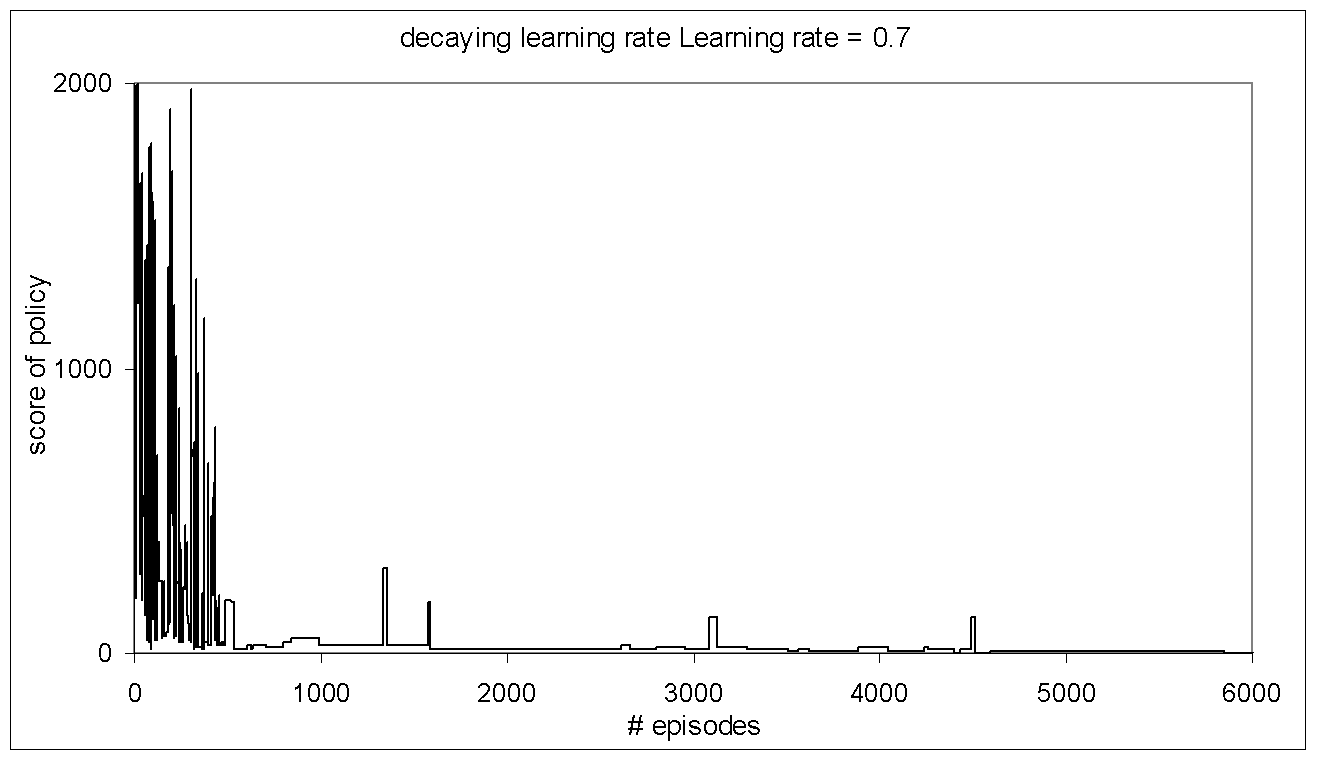 decaying learning rate Learning rate = 0.7
2000
1000
0
score of policy
0 1000 2000 3000 4000 5000 6000
# episodes